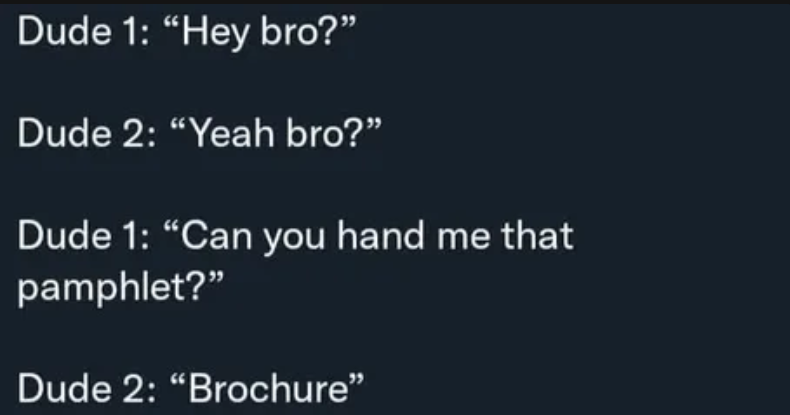 Dude 1: “Hey bro?”
Dude 2: “Yeah bro?”
Dude 1: “Can you hand me that
pamphlet?”
Dude 2: “Brochure”